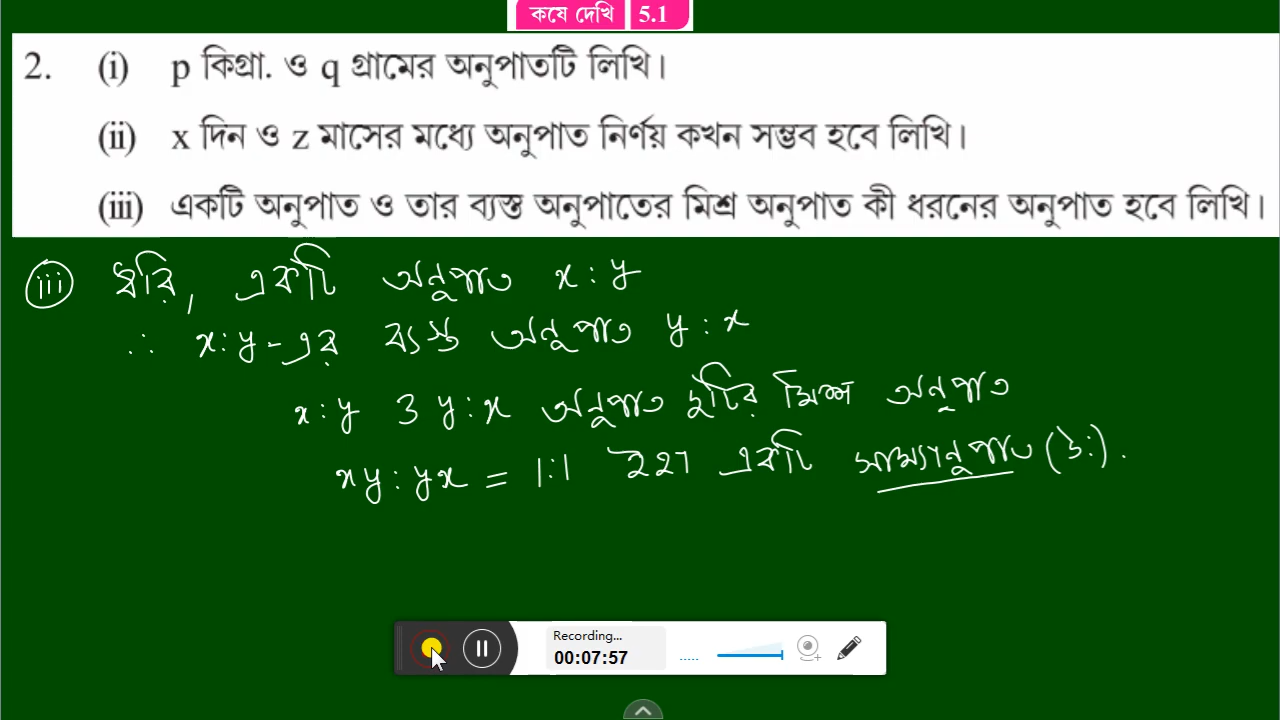 কষে দেখি 5.1
2. (i) p কিগ্রা. ও q গ্রামের অনুপাতটি লিখি।
(ii) x দিন ও z মাসের মধ্যে অনুপাত নির্ণয় কখন সম্ভব হবে লিখি।
(iii) একটি অনুপাত ও তার ব্যস্ত অনুপাতের মিশ্র অনুপাত কী ধরনের অনুপাত হবে লিখি।
(iii) ধরি, একটি অনুপাত x : y
∴ x : y - এর ব্যস্ত অনুপাত y : x
x : y ও y : x অনুপাত দুটির মিশ্র অনুপাত
xy : yx = 1:1 ইহা একটি সাম্যানুপাত (উঃ) .
Recording...
00:07:57